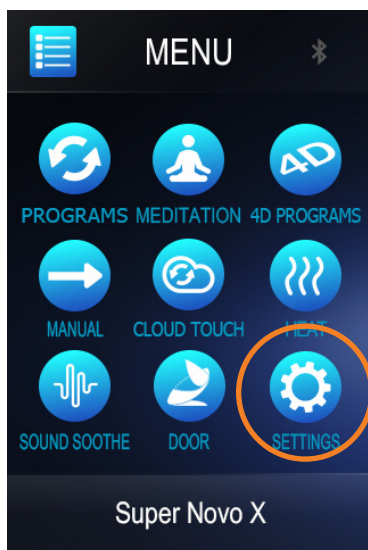 MENU
4D
PROGRAMS MEDITATION 4D PROGRAMS
MANUAL CLOUD TOUCH HEAT
SOUND SOOTHE DOOR SETTINGS
Super Novo X